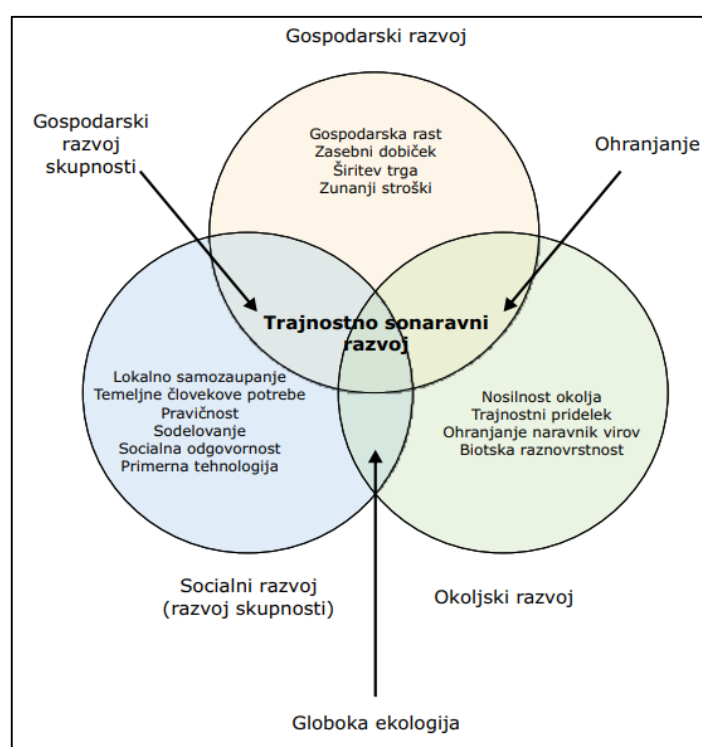 Gospodarski razvoj
Gospodarski
razvoj
skupnosti
Gospodarska rast
Zasebni dobiček
Širitev trga
Zunanji stroški
Ohranjanje
Trajnostno sonaravni
razvoj
Lokalno samozaupanje
Temeljne človekove potrebe
Pravičnost
Sodelovanje
Socialna odgovornost
Primerna tehnologija
Nosilnost okolja
Trajnostni pridelek
Ohranjanje naravnik virov
Biotska raznovrstnost
Socialni razvoj
(razvoj skupnosti)
Okoljski razvoj
Globoka ekologija